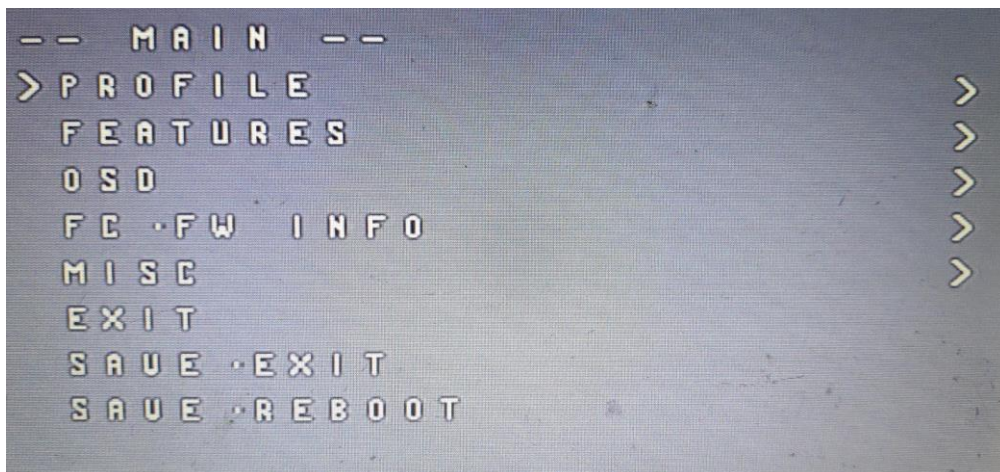 -- MAIN --
>PROFILE >
FEATURES >
OSD >
FC·FW INFO >
MISC >
EXIT
SAVE·EXIT
SAVE·REBOOT